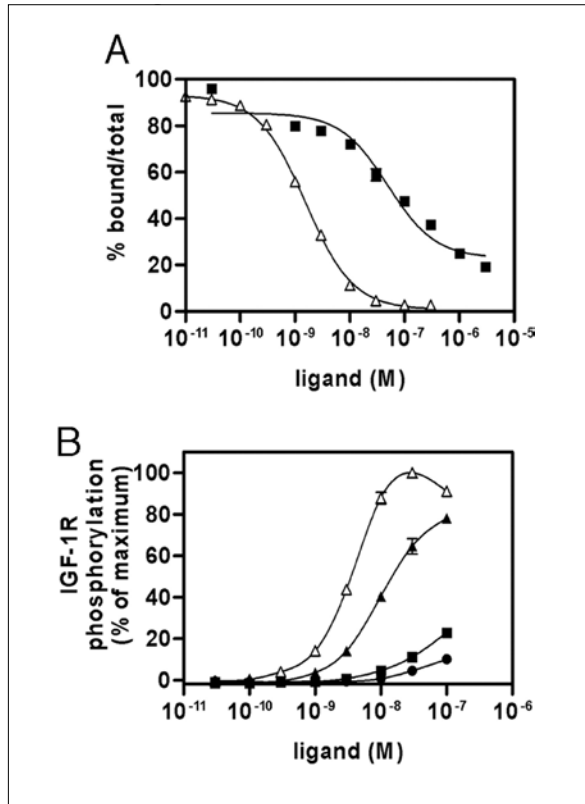 A
100
80
60
40
20
0
% bound/total
10-11 10-10 10-9 10-8 10-7 10-6 10-5
ligand (M)
B
100
80
60
40
20
0
IGF-1R
phosphorylation
(% of maximum)
10-11 10-10 10-9 10-8 10-7 10-6
ligand (M)